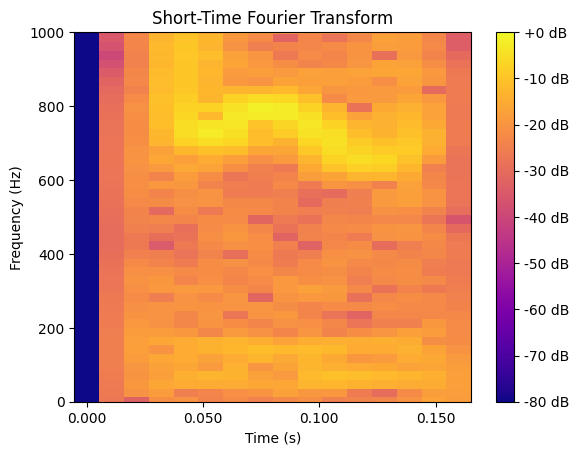 Short-Time Fourier Transform
Frequency (Hz)
1000
800
600
400
200
0
0.000
0.050
0.100
0.150
Time (s)
+0 dB
-10 dB
-20 dB
-30 dB
-40 dB
-50 dB
-60 dB
-70 dB
-80 dB